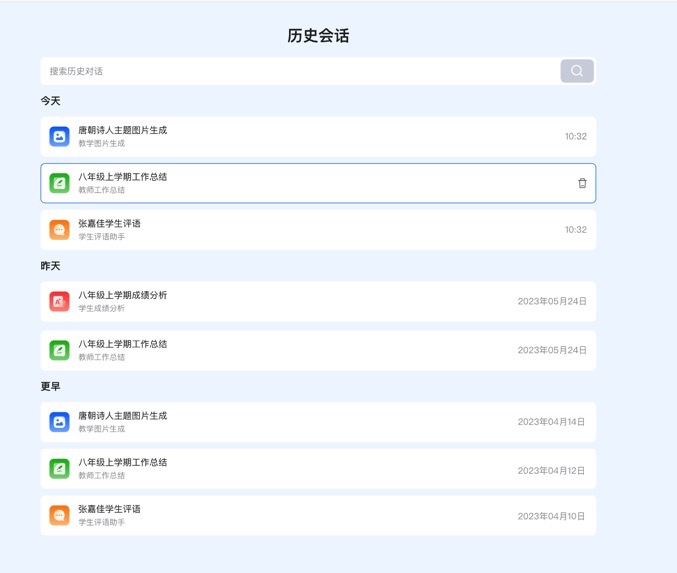 历史会话
搜索历史对话
今天
唐朝诗人主题图片生成
教学图片生成
10:32
八年级上学期工作总结
教师工作总结
张嘉佳学生评语
学生评语助手
10:32
昨天
八年级上学期成绩分析
学生成绩分析
2023年05月24日
八年级上学期工作总结
教师工作总结
2023年05月24日
更早
唐朝诗人主题图片生成
教学图片生成
2023年04月14日
八年级上学期工作总结
教师工作总结
2023年04月12日
张嘉佳学生评语
学生评语助手
2023年04月10日